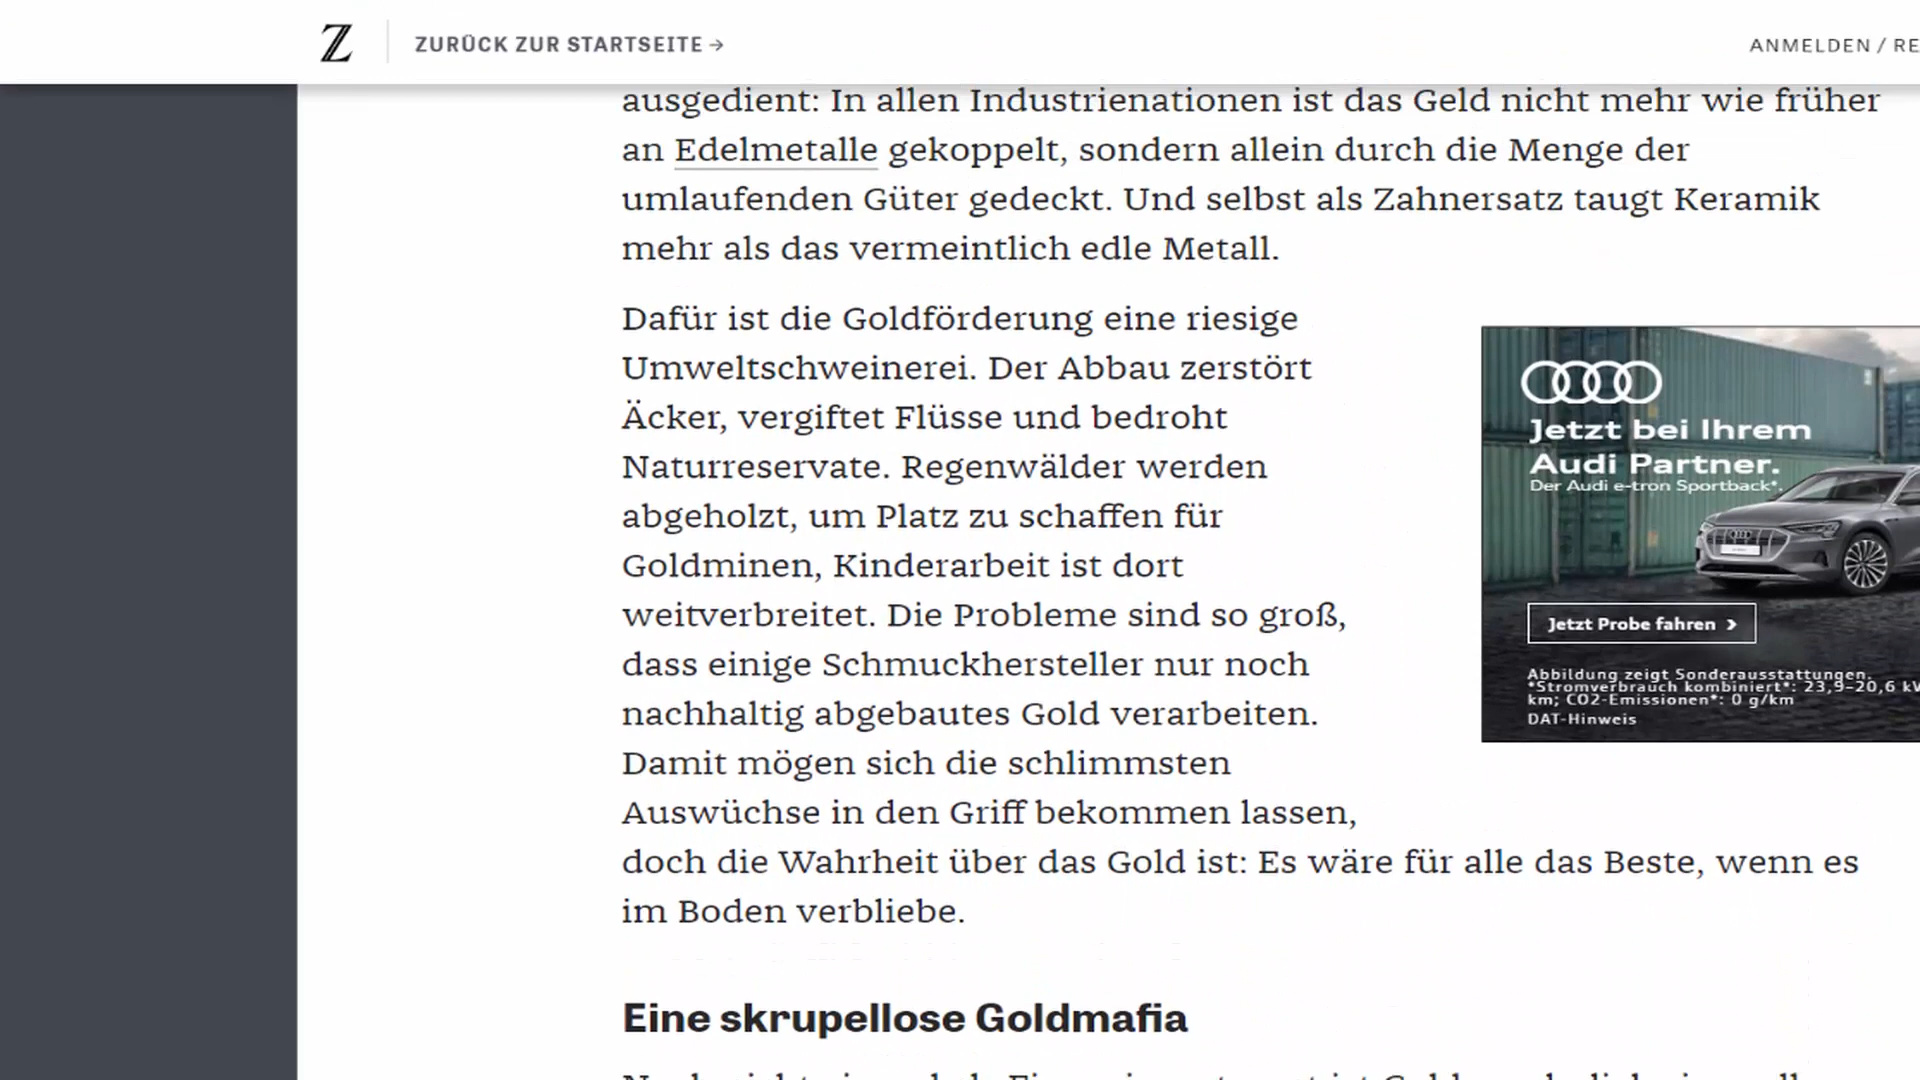 Z
ZURÜCK ZUR STARTSEITE →
ANMELDEN / RE
ausgedient: In allen Industrienationen ist das Geld nicht mehr wie früher
an Edelmetalle gekoppelt, sondern allein durch die Menge der
umlaufenden Güter gedeckt. Und selbst als Zahnersatz taugt Keramik
mehr als das vermeintlich edle Metall.
Dafür ist die Goldförderung eine riesige
Umweltschweinerei. Der Abbau zerstört
Äcker, vergiftet Flüsse und bedroht
Naturreservate. Regenwälder werden
abgeholzt, um Platz zu schaffen für
Goldminen, Kinderarbeit ist dort
weitverbreitet. Die Probleme sind so groß,
dass einige Schmuckhersteller nur noch
nachhaltig abgebautes Gold verarbeiten.
Damit mögen sich die schlimmsten
Auswüchse in den Griff bekommen lassen,
doch die Wahrheit über das Gold ist: Es wäre für alle das Beste, wenn es
im Boden verbliebe.
Jetzt bei Ihrem
Audi Partner.
Der Audi e-tron Sportback*.
Jetzt Probe fahren ›
Abbildung zeigt Sonderausstattungen.
*Stromverbrauch kombiniert*: 23,9–20,6 kW
km; CO2-Emissionen*: 0 g/km
DAT-Hinweis
Eine skrupellose Goldmafia